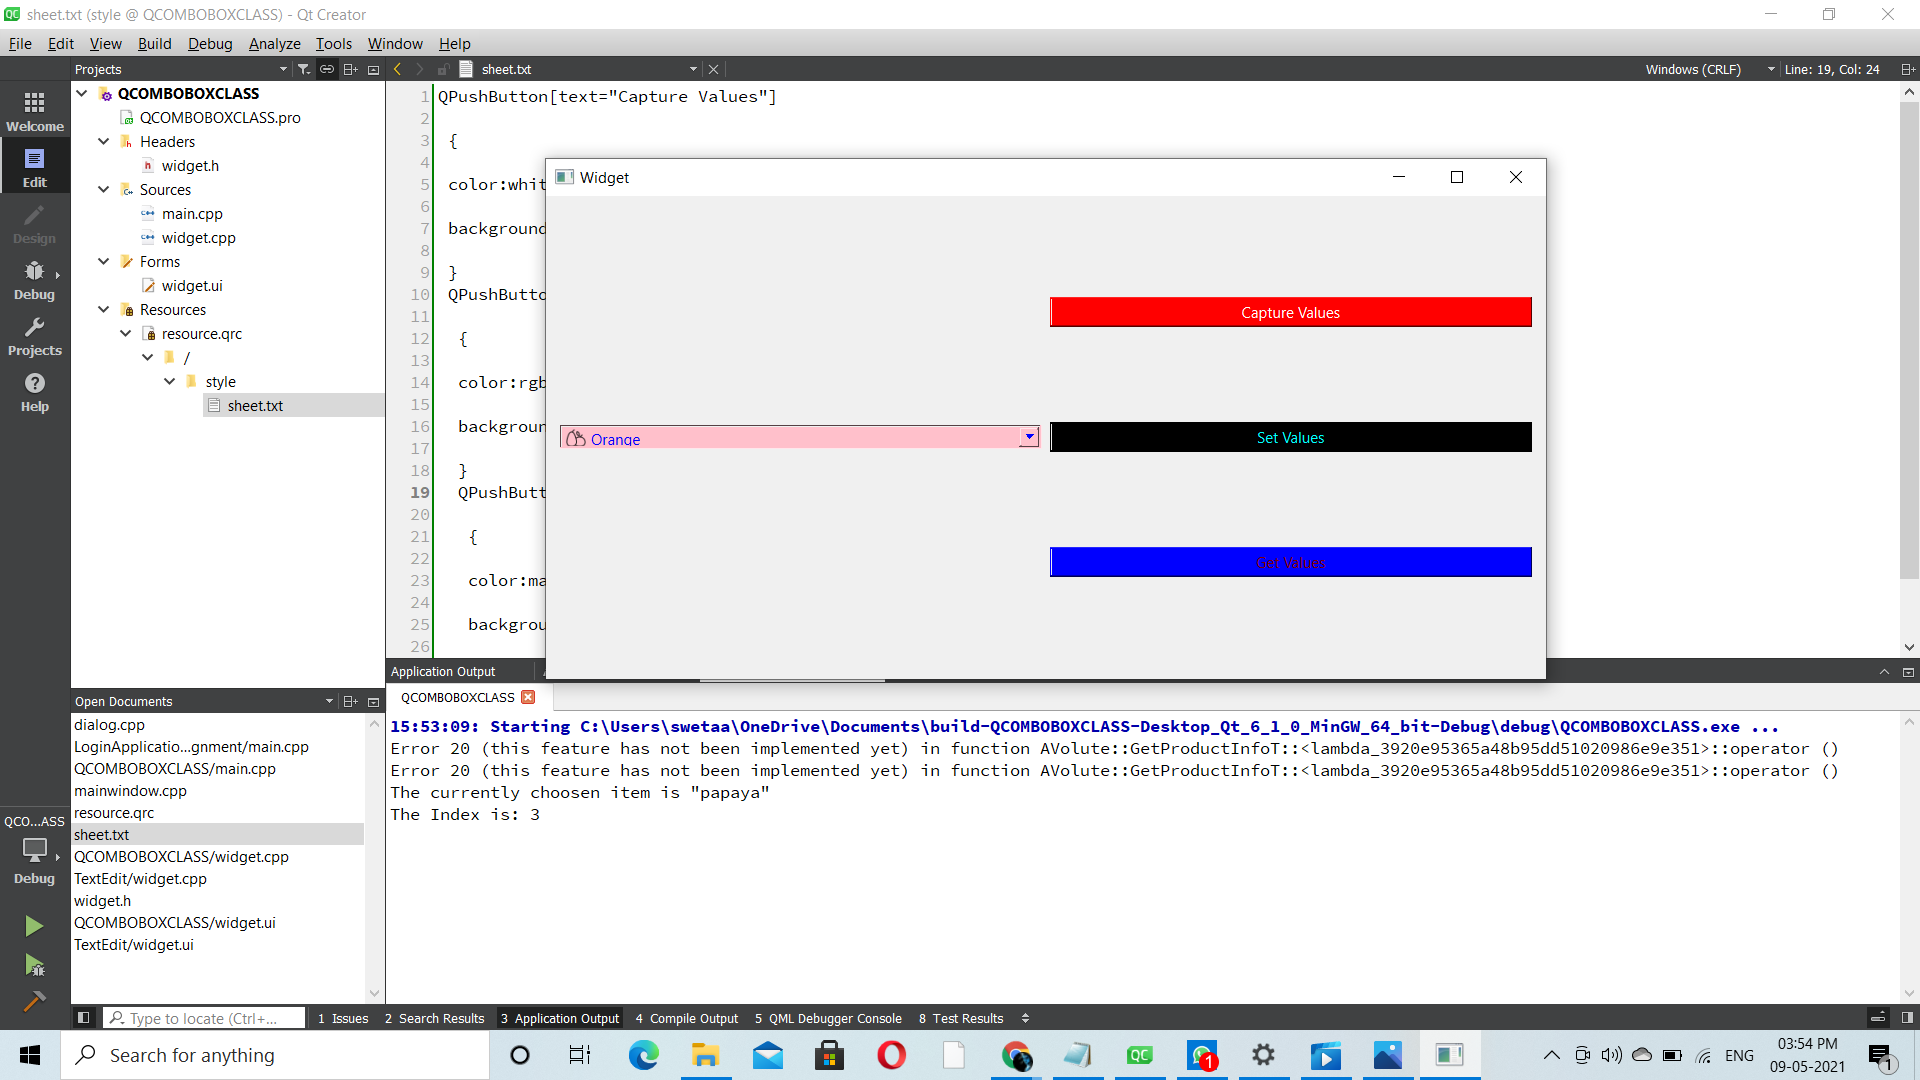 sheet.txt (style @ QCOMBOBOXCLASS) - Qt Creator
File Edit View Build Debug Analyze Tools Window Help
Projects
sheet.txt
Windows (CRLF)
Line: 19, Col: 24
Welcome
Edit
Design
Debug
Projects
Help
QCOMBOBOXCLASS
QCOMBOBOXCLASS.pro
Headers
widget.h
Sources
main.cpp
widget.cpp
Forms
widget.ui
Resources
resource.qrc
/
style
sheet.txt
1 QPushButton[text="Capture Values"]
2
3 {
4
5 color:whit
6
7 background
8
9 }
10 QPushButto
11
12 {
13
14 color:rgb
15
16 backgroun
17
18 }
19 QPushButt
20
21 {
22
23 color:ma
24
25 backgrou
26
Widget
Capture Values
Orange
Set Values
Get Values
Open Documents
dialog.cpp
LoginApplicatio...gnment/main.cpp
QCOMBOBOXCLASS/main.cpp
mainwindow.cpp
resource.qrc
sheet.txt
QCOMBOBOXCLASS/widget.cpp
TextEdit/widget.cpp
widget.h
QCOMBOBOXCLASS/widget.ui
TextEdit/widget.ui
QCO...ASS
Debug
Application Output
QCOMBOBOXCLASS
15:53:09: Starting C:\Users\swetaa\OneDrive\Documents\build-QCOMBOBOXCLASS-Desktop_Qt_6_1_0_MinGW_64_bit-Debug\debug\QCOMBOBOXCLASS.exe ...
Error 20 (this feature has not been implemented yet) in function AVolute::GetProductInfoT::<lambda_3920e95365a48b95dd51020986e9e351>::operator ()
Error 20 (this feature has not been implemented yet) in function AVolute::GetProductInfoT::<lambda_3920e95365a48b95dd51020986e9e351>::operator ()
The currently choosen item is "papaya"
The Index is: 3
Type to locate (Ctrl+...
1 Issues 2 Search Results 3 Application Output 4 Compile Output 5 QML Debugger Console 8 Test Results
Search for anything
QC
1
ENG
03:54 PM
09-05-2021
1